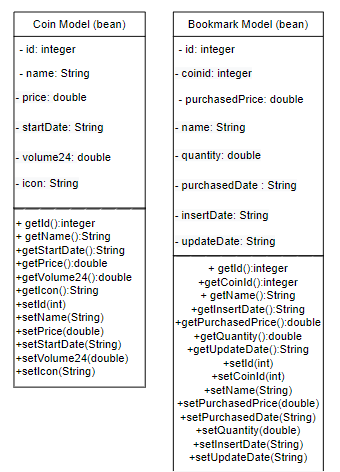 Coin Model (bean)
- id: integer
- name: String
- price: double
- startDate: String
- volume24: double
- icon: String
+ getId():integer
+ getName():String
+getStartDate():String
+getPrice():double
+getVolume24():double
+getIcon():String
+setId(int)
+setName(String)
+setPrice(double)
+setStartDate(String)
+setVolume24(double)
+setIcon(String)
Bookmark Model (bean)
- id: integer
- coinid: integer
- purchasedPrice: double
- name: String
- quantity: double
- purchasedDate : String
- insertDate: String
- updateDate: String
+ getId():integer
+getCoinId():integer
+ getName():String
+getInsertDate():String
+getPurchasedPrice():double
+getQuantity():double
+getUpdateDate():String
+setId(int)
+setCoinId(int)
+setName(String)
+setPurchasedPrice(double)
+setPurchasedDate(String)
+setQuantity(double)
+setInsertDate(String)
+setUpdateDate(String)